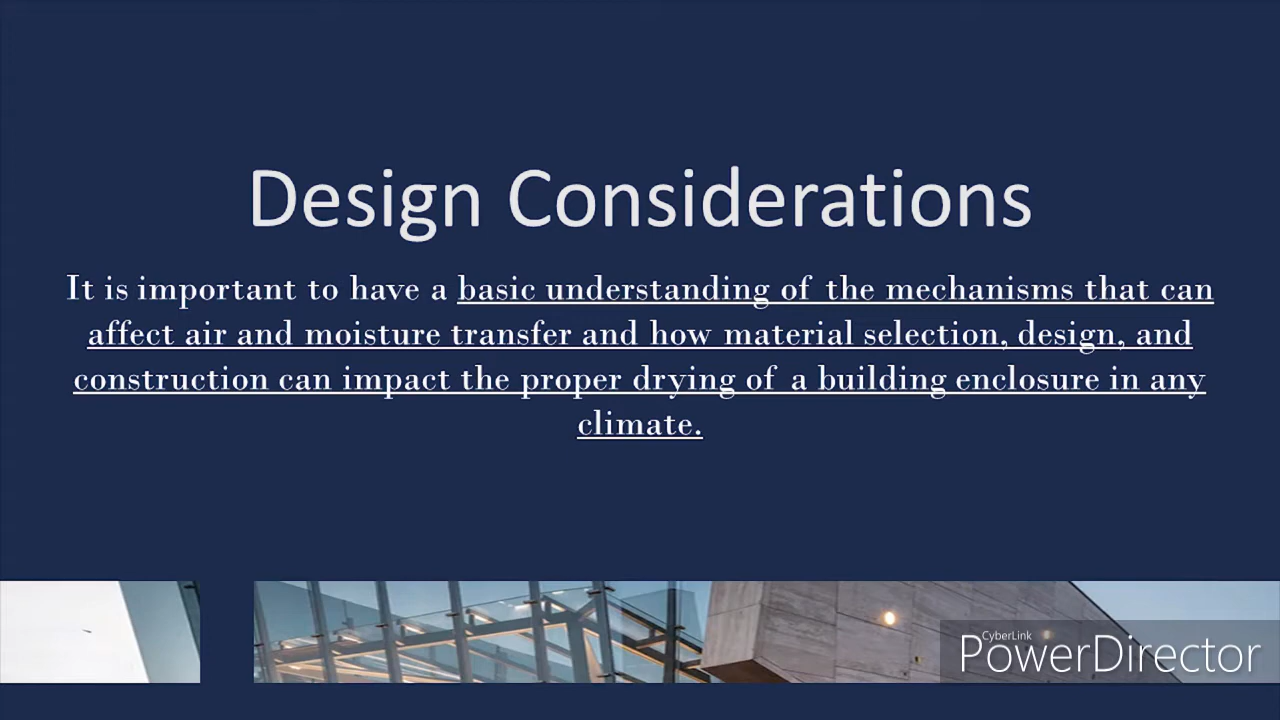 Design Considerations
It is important to have a basic understanding of the mechanisms that can
affect air and moisture transfer and how material selection, design, and
construction can impact the proper drying of a building enclosure in any
climate.
CyberLink
PowerDirector